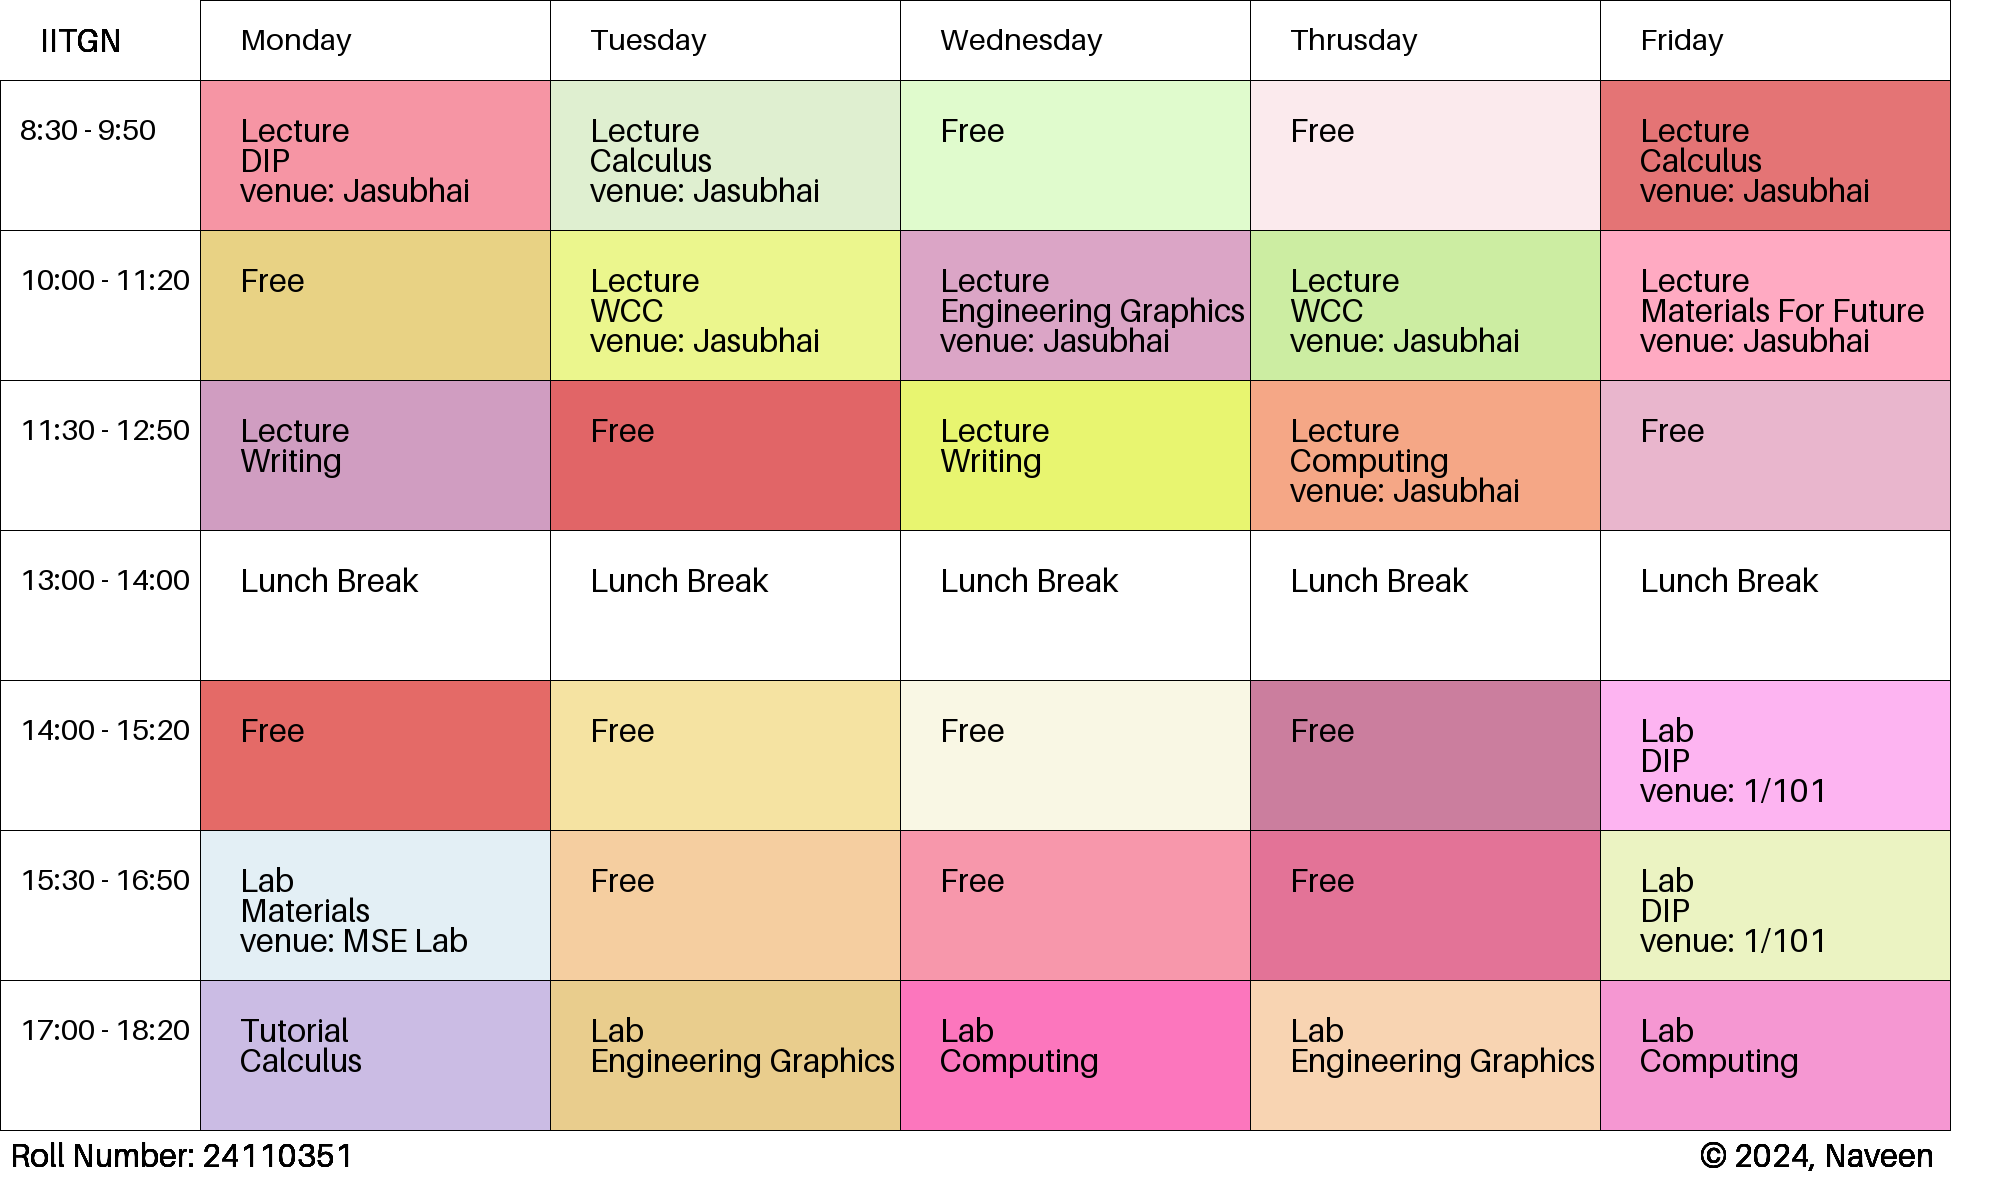 IITGN
Monday
Tuesday
Wednesday
Thrusday
Friday
8:30 - 9:50
Lecture
DIP
venue: Jasubhai
Lecture
Calculus
venue: Jasubhai
Free
Free
Lecture
Calculus
venue: Jasubhai
10:00 - 11:20
Free
Lecture
WCC
venue: Jasubhai
Lecture
Engineering Graphics
venue: Jasubhai
Lecture
WCC
venue: Jasubhai
Lecture
Materials For Future
venue: Jasubhai
11:30 - 12:50
Lecture
Writing
Free
Lecture
Writing
Lecture
Computing
venue: Jasubhai
Free
13:00 - 14:00
Lunch Break
Lunch Break
Lunch Break
Lunch Break
Lunch Break
14:00 - 15:20
Free
Free
Free
Free
Lab
DIP
venue: 1/101
15:30 - 16:50
Lab
Materials
venue: MSE Lab
Free
Free
Free
Lab
DIP
venue: 1/101
17:00 - 18:20
Tutorial
Calculus
Lab
Engineering Graphics
Lab
Computing
Lab
Engineering Graphics
Lab
Computing
Roll Number: 24110351
© 2024, Naveen